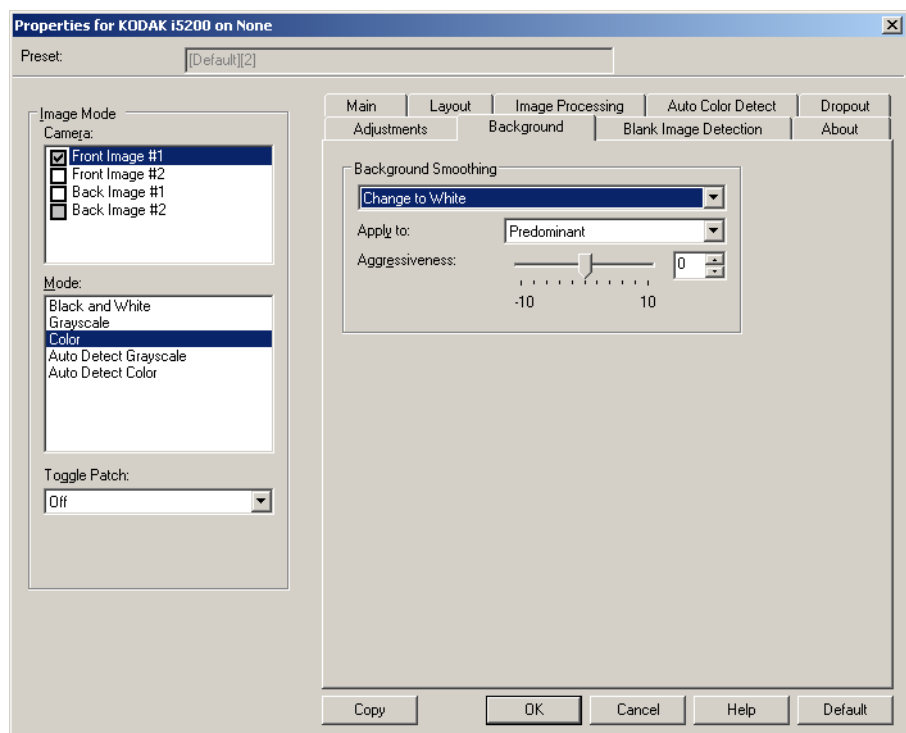 Properties for KODAK i5200 on None
Preset:
[Default][2]
Image Mode
Camera:
Front Image #1
Front Image #2
Back Image #1
Back Image #2
Mode:
Black and White
Grayscale
Color
Auto Detect Grayscale
Auto Detect Color
Toggle Patch:
Off
Main Layout Image Processing Auto Color Detect Dropout
Adjustments Background Blank Image Detection About
Background Smoothing
Change to White
Apply to: Predominant
Aggressiveness: 0
-10 10
Copy OK Cancel Help Default